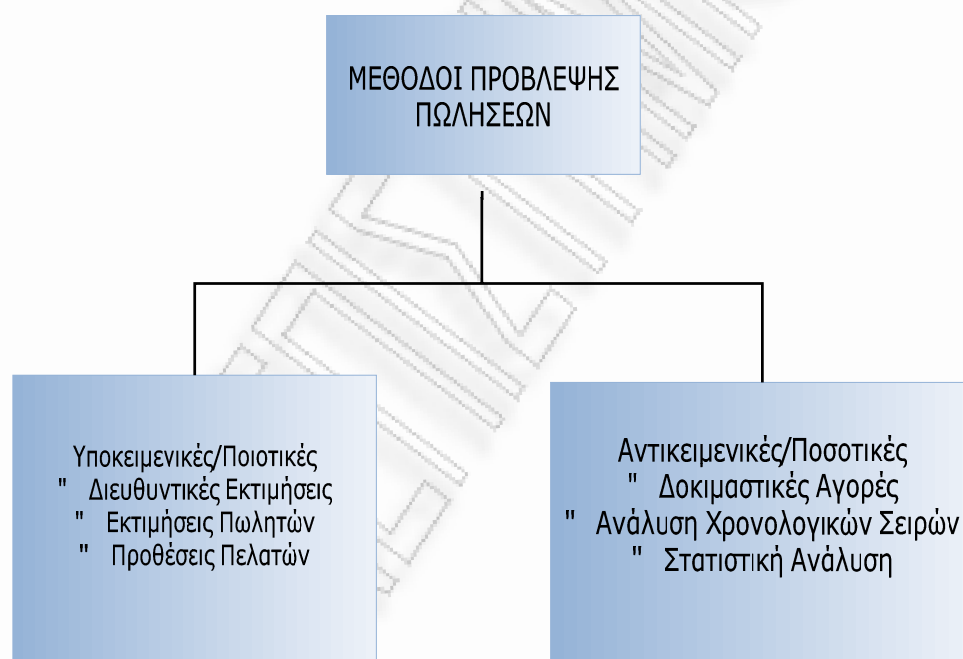 ΜΕΘΟΔΟΙ ΠΡΟΒΛΕΨΗΣ
ΠΩΛΗΣΕΩΝ
Υποκειμενικές/Ποιοτικές
" Διευθυντικές Εκτιμήσεις
" Εκτιμήσεις Πωλητών
" Προθέσεις Πελατών
Αντικειμενικές/Ποσοτικές
" Δοκιμαστικές Αγορές
" Ανάλυση Χρονολογικών Σειρών
" Στατιστική Ανάλυση